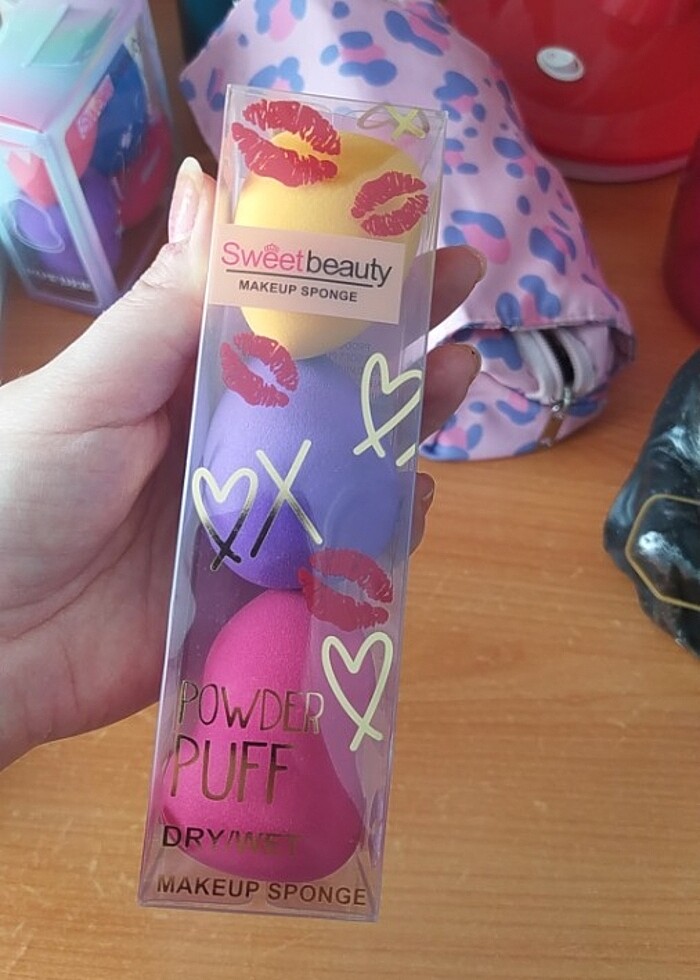 Sweetbeauty
MAKEUP SPONGE
POWDER
PUFF
DRY/WET
MAKEUP SPONGE